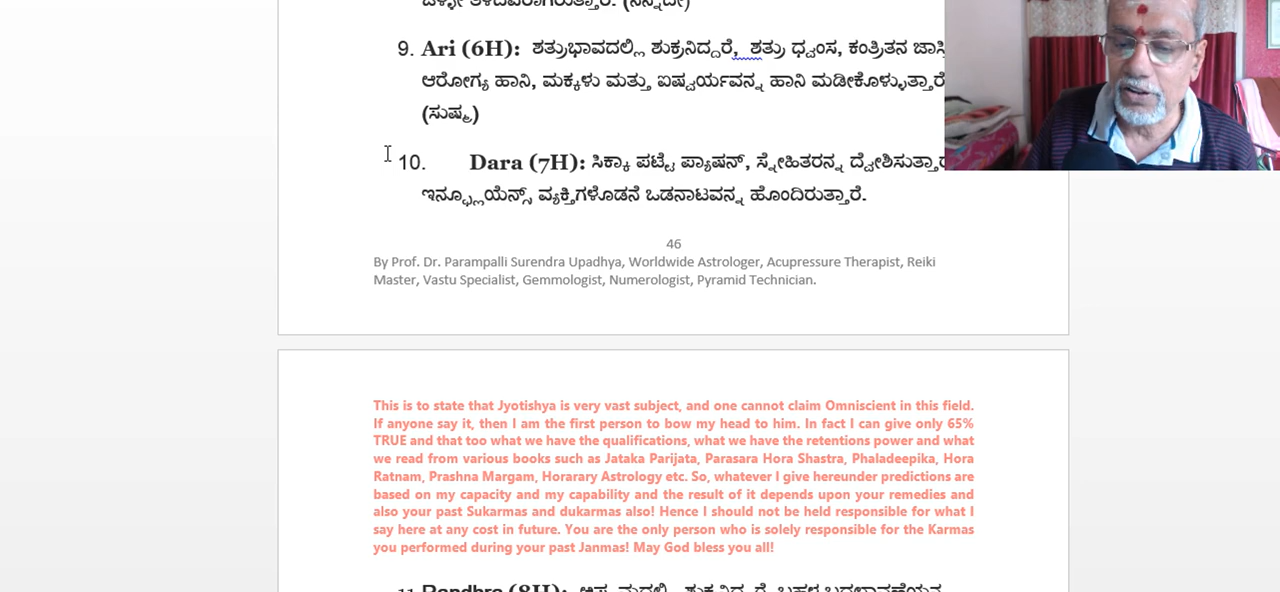 9. Ari (6H): ಶತ್ರುಭಾವದಲ್ಲಿ ಶುಕ್ರನಿದ್ದರೆ, ಶತ್ರು ಧ್ವಂಸ, ಕಂತ್ರಿತನ
ಆರೋಗ್ಯ ಹಾನಿ, ಮಕ್ಕಳು ಮತ್ತು ಐಷ್ವರ್ಯವನ್ನ ಹಾನಿ ಮಡೀಕೊಳ್ಳುತ್ತಾರೆ
(ಸುಷ್ಮ)
10. Dara (7H): ಸಿಕ್ಕಾ ಪಟ್ಟೆ ಪ್ಯಾಷನ್, ಸ್ನೇಹಿತರನ್ನ
ಇನ್ಫ್ಲೂಯೆನ್ಸ್ ವ್ಯಕ್ತಿಗಳೊಡನೆ ಒಡನಾಟವನ್ನ ಹೊಂದಿರುತ್ತಾರೆ.
46
By Prof. Dr. Parampalli Surendra Upadhya, Worldwide Astrologer, Acupressure Therapist, Reiki
Master, Vastu Specialist, Gemmologist, Numerologist, Pyramid Technician.
This is to state that Jyotishya is very vast subject, and one cannot claim Omniscient in this field.
If anyone say it, then I am the first person to bow my head to him. In fact I can give only 65%
TRUE and that too what we have the qualifications, what we have the retentions power and what
we read from various books such as Jataka Parijata, Parasara Hora Shastra, Phaladeepika, Hora
Ratnam, Prashna Margam, Horarary Astrology etc. So, whatever I give hereunder predictions are
based on my capacity and my capability and the result of it depends upon your remedies and
also your past Sukarmas and dukarmas also! Hence I should not be held responsible for what I
say here at any cost in future. You are the only person who is solely responsible for the Karmas
you performed during your past Janmas! May God bless you all!
(8H):